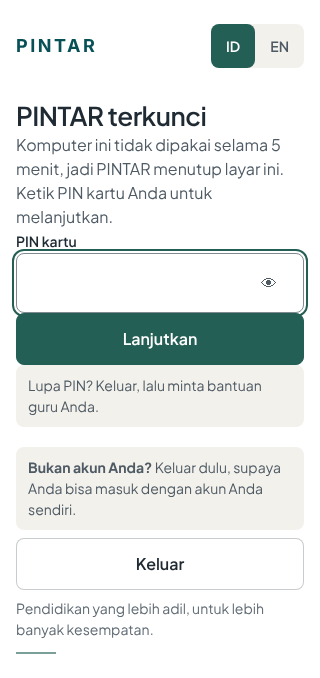 PINTAR
ID EN
PINTAR terkunci
Komputer ini tidak dipakai selama 5
menit, jadi PINTAR menutup layar ini.
Ketik PIN kartu Anda untuk
melanjutkan.
PIN kartu
Lanjutkan
Lupa PIN? Keluar, lalu minta bantuan
guru Anda.
Bukan akun Anda? Keluar dulu, supaya
Anda bisa masuk dengan akun Anda
sendiri.
Keluar
Pendidikan yang lebih adil, untuk lebih
banyak kesempatan.